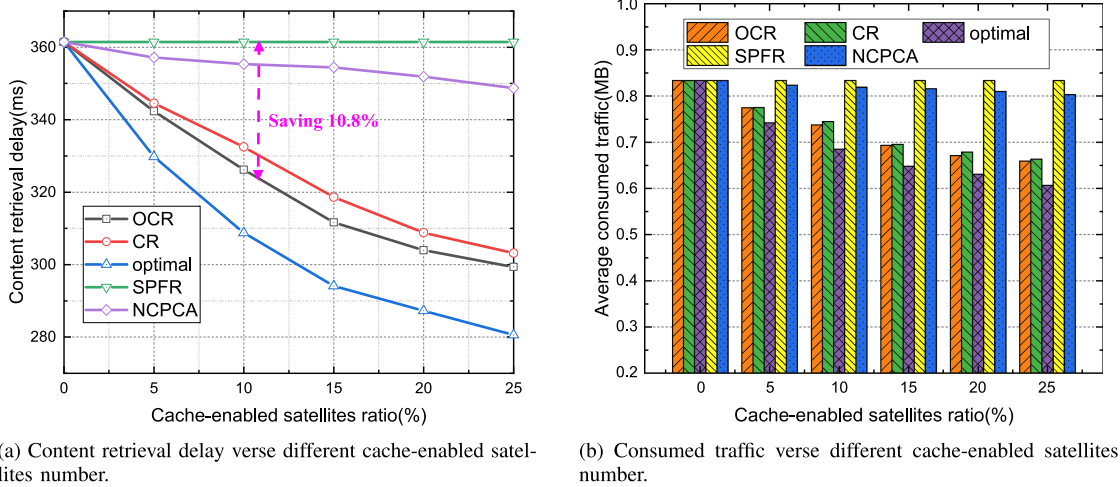 360
340
320
300
280
Content retrieval delay(ms)
Saving 10.8%
OCR
CR
optimal
SPFR
NCPCA
0 5 10 15 20 25
Cache-enabled satellites ratio(%)
(a) Content retrieval delay verse different cache-enabled satel-
lites number.
1.0
0.9
0.8
0.7
0.6
0.5
0.4
0.3
0.2
Average consumed traffic(MB)
OCR CR optimal
SPFR NCPCA
0 5 10 15 20 25
Cache-enabled satellites ratio(%)
(b) Consumed traffic verse different cache-enabled satellites
number.